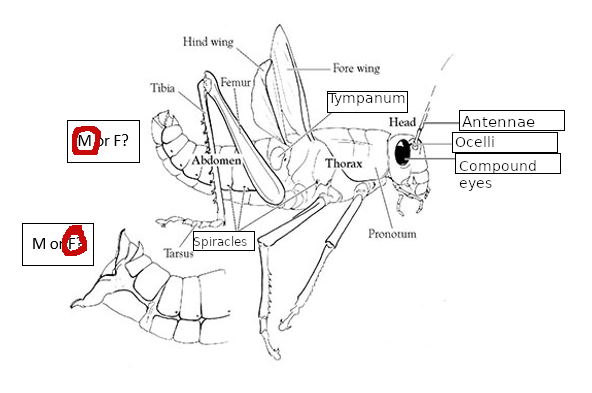 Hind wing
Fore wing
Tibia
Femur
Tympanum
Head
Antennae
M or F?
Ocelli
Abdomen
Thorax
Compound
eyes
M or F?
Spiracles
Pronotum
Tarsus